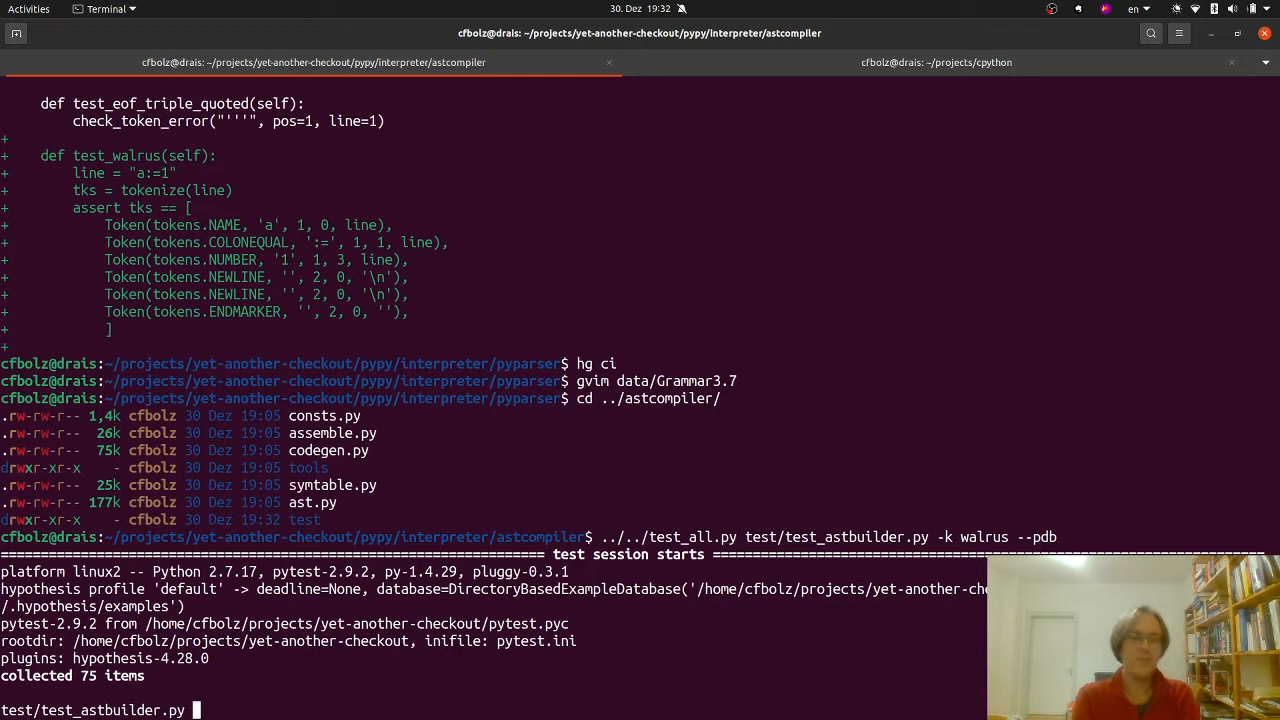 Activities Terminal 30. Dez 19:32 en
cfbolz@drais: ~/projects/yet-another-checkout/pypy/interpreter/astcompiler
cfbolz@drais: ~/projects/yet-another-checkout/pypy/interpreter/astcompiler × cfbolz@drais: ~/projects/cpython ×
def test_eof_triple_quoted(self):
check_token_error("'''", pos=1, line=1)
+
+ def test_walrus(self):
+ line = "a:=1"
+ tks = tokenize(line)
+ assert tks == [
+ Token(tokens.NAME, 'a', 1, 0, line),
+ Token(tokens.COLONEQUAL, ':=', 1, 1, line),
+ Token(tokens.NUMBER, '1', 1, 3, line),
+ Token(tokens.NEWLINE, '', 2, 0, '\n'),
+ Token(tokens.NEWLINE, '', 2, 0, '\n'),
+ Token(tokens.ENDMARKER, '', 2, 0, ''),
+ ]
+
cfbolz@drais:~/projects/yet-another-checkout/pypy/interpreter/pyparser$ hg ci
cfbolz@drais:~/projects/yet-another-checkout/pypy/interpreter/pyparser$ gvim data/Grammar3.7
cfbolz@drais:~/projects/yet-another-checkout/pypy/interpreter/pyparser$ cd ../astcompiler/
.rw-rw-r-- 1,4k cfbolz 30 Dez 19:05 consts.py
.rw-rw-r-- 26k cfbolz 30 Dez 19:05 assemble.py
.rw-rw-r-- 75k cfbolz 30 Dez 19:05 codegen.py
drwxr-xr-x - cfbolz 30 Dez 19:05 tools
.rw-rw-r-- 25k cfbolz 30 Dez 19:05 symtable.py
.rw-rw-r-- 177k cfbolz 30 Dez 19:05 ast.py
drwxr-xr-x - cfbolz 30 Dez 19:32 test
cfbolz@drais:~/projects/yet-another-checkout/pypy/interpreter/astcompiler$ ../../test_all.py test/test_astbuilder.py -k walrus --pdb
==================================================================== test session starts =====================================================================
platform linux2 -- Python 2.7.17, pytest-2.9.2, py-1.4.29, pluggy-0.3.1
hypothesis profile 'default' -> deadline=None, database=DirectoryBasedExampleDatabase('/home/cfbolz/projects/yet-another-che
/.hypothesis/examples')
pytest-2.9.2 from /home/cfbolz/projects/yet-another-checkout/pytest.pyc
rootdir: /home/cfbolz/projects/yet-another-checkout, inifile: pytest.ini
plugins: hypothesis-4.28.0
collected 75 items
test/test_astbuilder.py